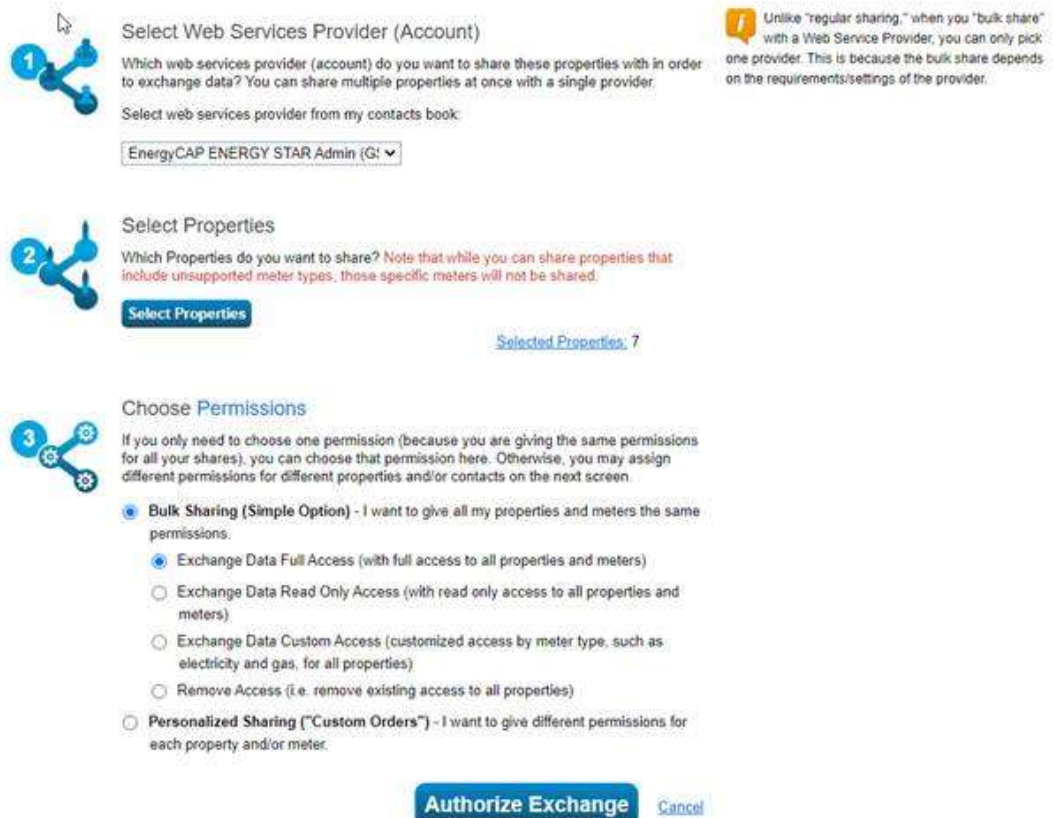 1
Select Web Services Provider (Account)
Which web services provider (account) do you want to share these properties with in order
to exchange data? You can share multiple properties at once with a single provider.
Select web services provider from my contacts book:
EnergyCAP ENERGY STAR Admin (G
i
Unlike "regular sharing," when you "bulk share"
with a Web Service Provider, you can only pick
one provider. This is because the bulk share depends
on the requirements/settings of the provider.
2
Select Properties
Which Properties do you want to share? Note that while you can share properties that
include unsupported meter types, those specific meters will not be shared.
Select Properties
Selected Properties: 7
3
Choose Permissions
If you only need to choose one permission (because you are giving the same permissions
for all your shares), you can choose that permission here. Otherwise, you may assign
different permissions for different properties and/or contacts on the next screen.
Bulk Sharing (Simple Option) - I want to give all my properties and meters the same
permissions.
Exchange Data Full Access (with full access to all properties and meters)
Exchange Data Read Only Access (with read only access to all properties and
meters)
Exchange Data Custom Access (customized access by meter type, such as
electricity and gas, for all properties)
Remove Access (i.e. remove existing access to all properties)
Personalized Sharing ("Custom Orders") - I want to give different permissions for
each property and/or meter.
Authorize Exchange
Cancel